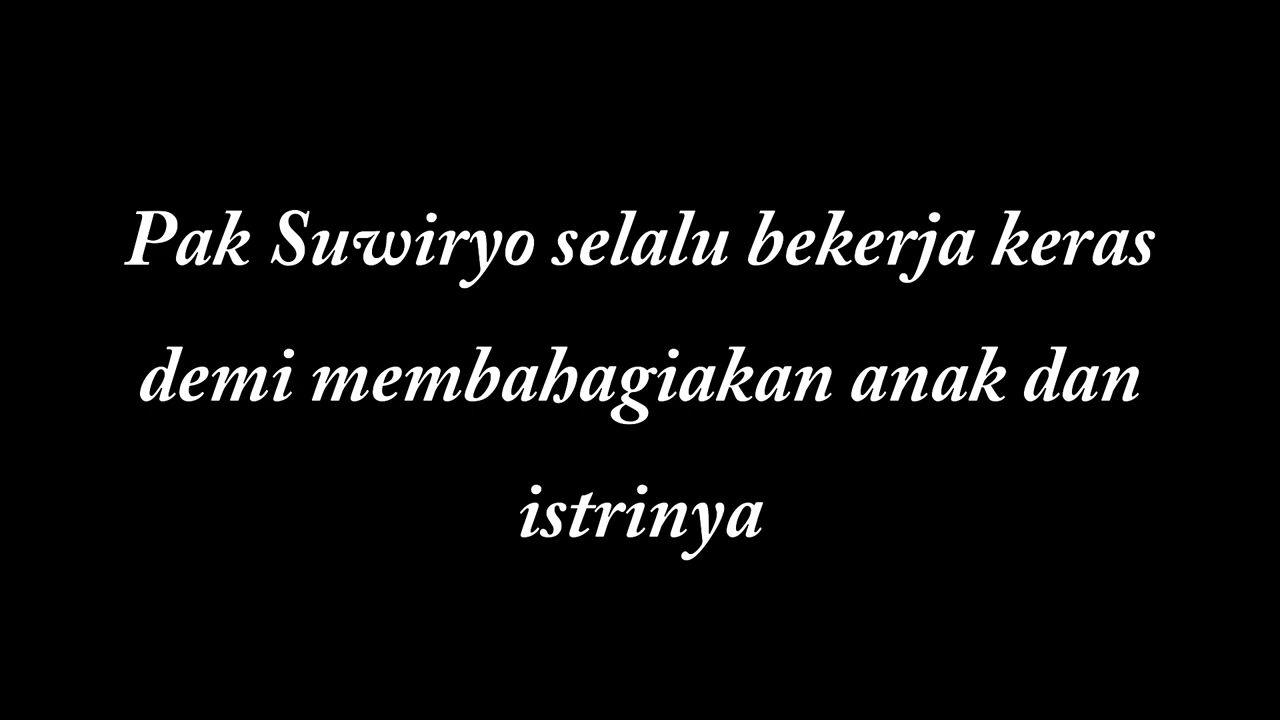 Pak Suwiryo selalu bekerja keras
demi membahagiakan anak dan
istrinya